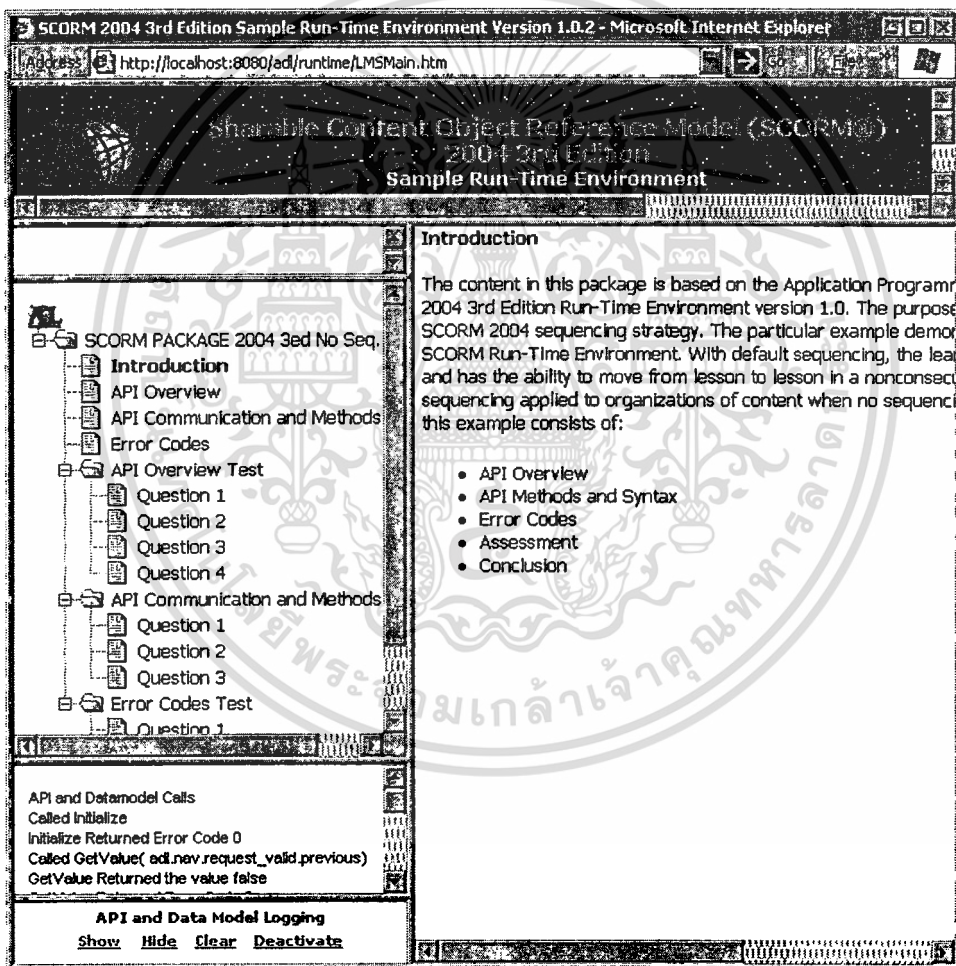 SCORM 2004 3rd Edition Sample Run-Time Environment Version 1.0.2 - Microsoft Internet Explorer
Address http://localhost:8080/adl/runtime/LMSMain.htm Go
Sharable Content Object Reference Model (SCORM®)
2004 3rd Edition
Sample Run-Time Environment
SCORM PACKAGE 2004 3ed No Seq.
Introduction
API Overview
API Communication and Methods
Error Codes
API Overview Test
Question 1
Question 2
Question 3
Question 4
API Communication and Methods
Question 1
Question 2
Question 3
Error Codes Test
Question 1
API and Datamodel Calls
Called Initialize
Initialize Returned Error Code 0
Called GetValue( adl.nav.request_valid.previous)
GetValue Returned the value false
API and Data Model Logging
Show Hide Clear Deactivate
Introduction
The content in this package is based on the Application Programr
2004 3rd Edition Run-Time Environment version 1.0. The purpose
SCORM 2004 sequencing strategy. The particular example demor
SCORM Run-Time Environment. With default sequencing, the lear
and has the ability to move from lesson to lesson in a nonconsecu
sequencing applied to organizations of content when no sequenci
this example consists of:
• API Overview
• API Methods and Syntax
• Error Codes
• Assessment
• Conclusion